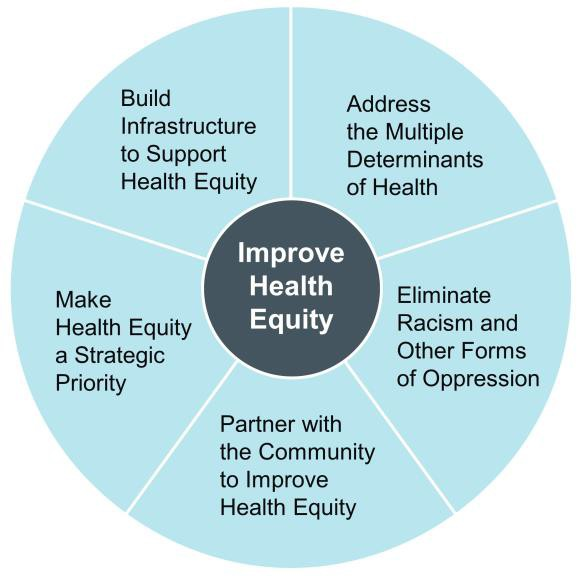 Build
Infrastructure
to Support
Health Equity
Address
the Multiple
Determinants
of Health
Improve
Health
Equity
Make
Health Equity
a Strategic
Priority
Eliminate
Racism and
Other Forms
of Oppression
Partner with
the Community
to Improve
Health Equity